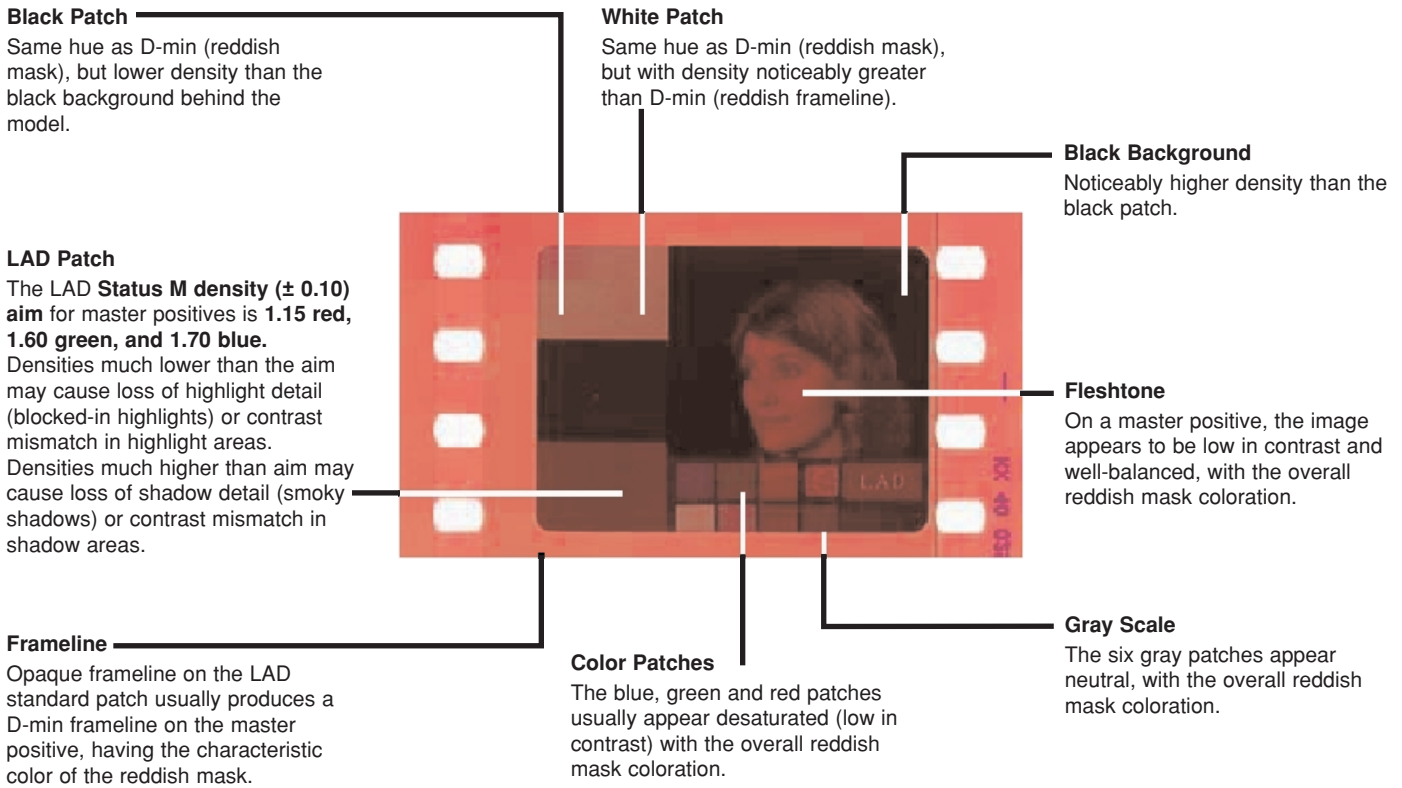 Black Patch
Same hue as D-min (reddish
mask), but lower density than the
black background behind the
model.
White Patch
Same hue as D-min (reddish mask),
but with density noticeably greater
than D-min (reddish frameline).
Black Background
Noticeably higher density than the
black patch.
LAD Patch
The LAD Status M density (± 0.10)
aim for master positives is 1.15 red,
1.60 green, and 1.70 blue.
Densities much lower than the aim
may cause loss of highlight detail
(blocked-in highlights) or contrast
mismatch in highlight areas.
Densities much higher than aim may
cause loss of shadow detail (smoky
shadows) or contrast mismatch in
shadow areas.
Fleshtone
On a master positive, the image
appears to be low in contrast and
well-balanced, with the overall
reddish mask coloration.
LAD
Frameline
Opaque frameline on the LAD
standard patch usually produces a
D-min frameline on the master
positive, having the characteristic
color of the reddish mask.
Color Patches
The blue, green and red patches
usually appear desaturated (low in
contrast) with the overall reddish
mask coloration.
Gray Scale
The six gray patches appear
neutral, with the overall reddish
mask coloration.